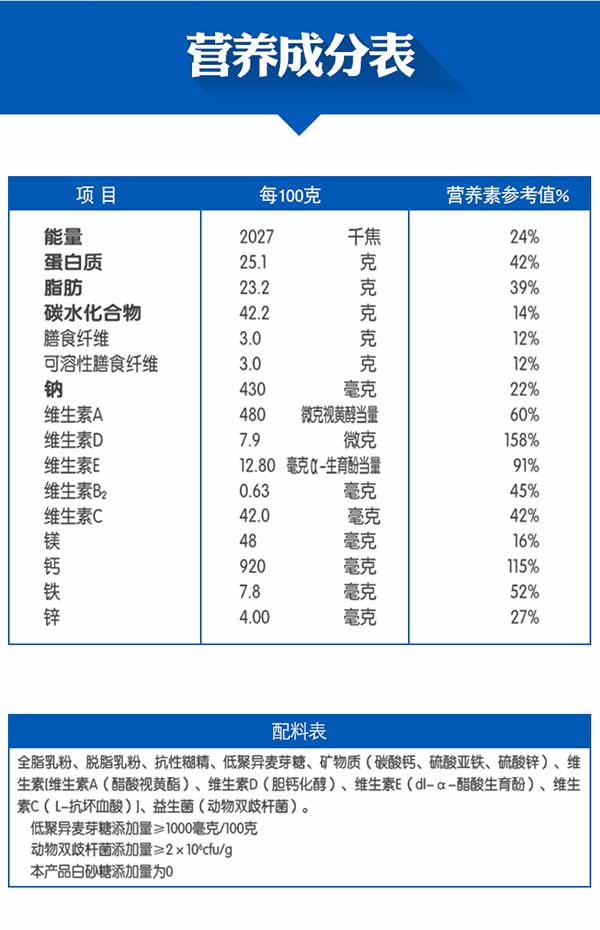 营养成分表
项 目 每100克 营养素参考值%
能量 2027 千焦 24%
蛋白质 25.1 克 42%
脂肪 23.2 克 39%
碳水化合物 42.2 克 14%
膳食纤维 3.0 克 12%
可溶性膳食纤维 3.0 克 12%
钠 430 毫克 22%
维生素A 480 微克视黄醇当量 60%
维生素D 7.9 微克 158%
维生素E 12.80 毫克α-生育酚当量 91%
维生素B₂ 0.63 毫克 45%
维生素C 42.0 毫克 42%
镁 48 毫克 16%
钙 920 毫克 115%
铁 7.8 毫克 52%
锌 4.00 毫克 27%
配料表
全脂乳粉、脱脂乳粉、抗性糊精、低聚异麦芽糖、矿物质（碳酸钙、硫酸亚铁、硫酸锌）、维
生素[维生素A（醋酸视黄酯）、维生素D（胆钙化醇）、维生素E（dl-α-醋酸生育酚）、维生
素C（L-抗坏血酸）]、益生菌（动物双歧杆菌）。
低聚异麦芽糖添加量≥1000毫克/100克
动物双歧杆菌添加量≥2×10⁶cfu/g
本产品白砂糖添加量为0